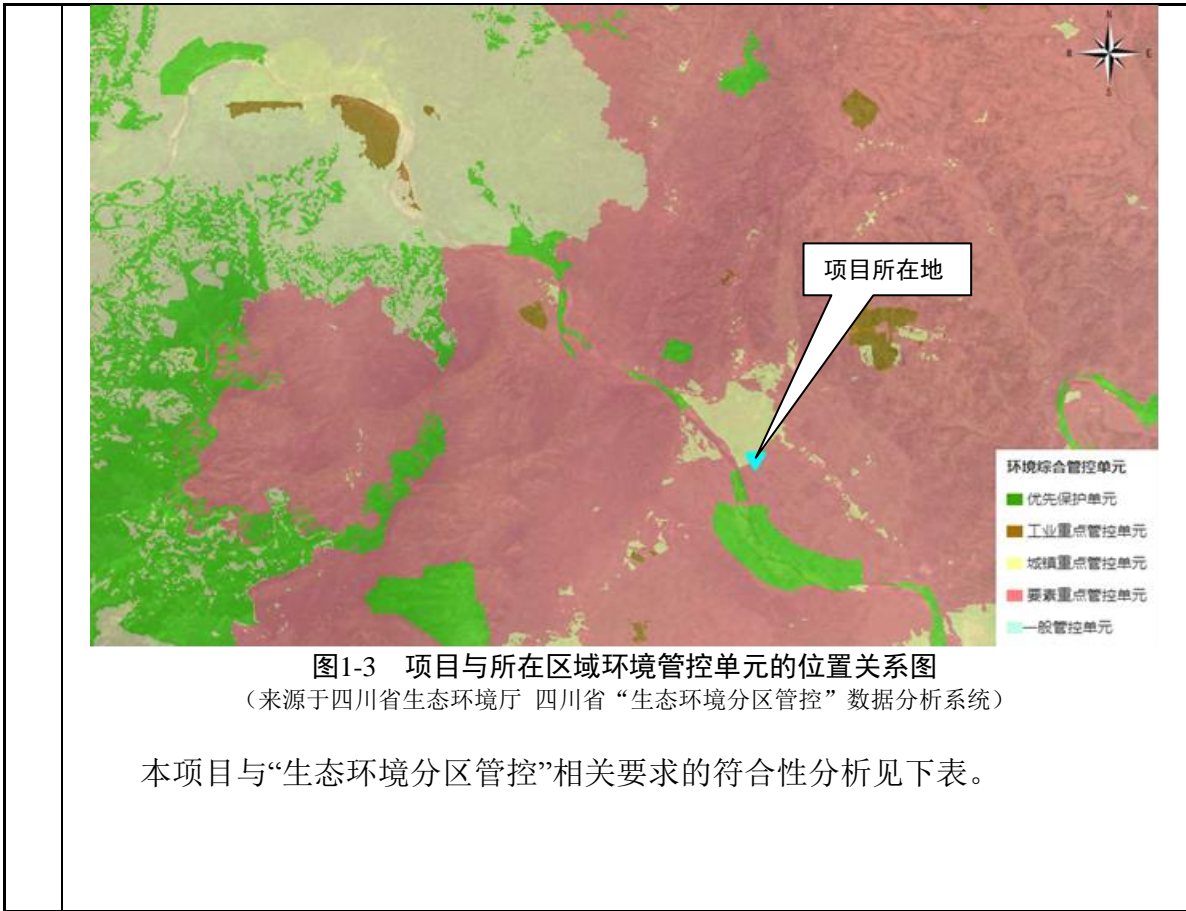 N
E
S
项目所在地
环境综合管控单元
优先保护单元
工业重点管控单元
城镇重点管控单元
要素重点管控单元
一般管控单元
图1-3 项目与所在区域环境管控单元的位置关系图
（来源于四川省生态环境厅 四川省“生态环境分区管控”数据分析系统）
本项目与“生态环境分区管控”相关要求的符合性分析见下表。